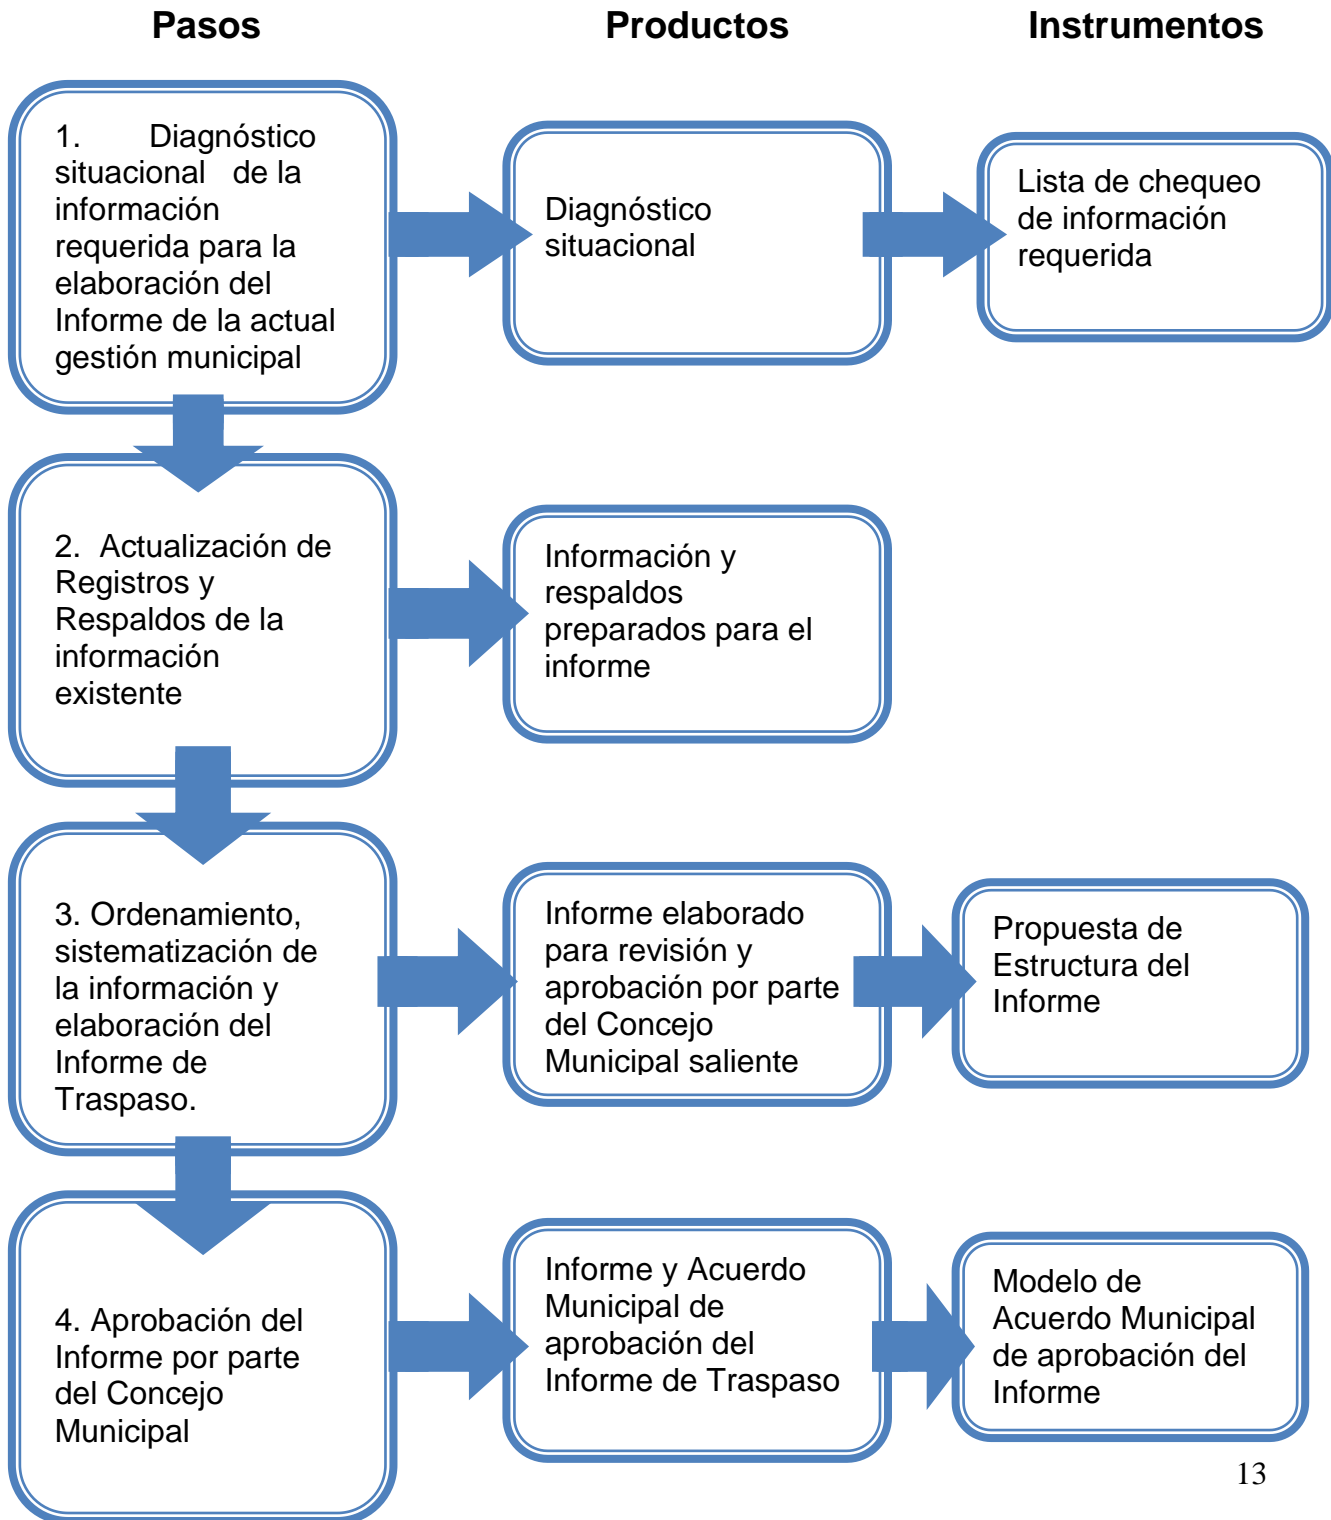 Pasos
Productos
Instrumentos
1. Diagnóstico
situacional de la
información
requerida para la
elaboración del
Informe de la actual
gestión municipal
Diagnóstico
situacional
Lista de chequeo
de información
requerida
2. Actualización de
Registros y
Respaldos de la
información
existente
Información y
respaldos
preparados para el
informe
3. Ordenamiento,
sistematización de
la información y
elaboración del
Informe de
Traspaso.
Informe elaborado
para revisión y
aprobación por parte
del Concejo
Municipal saliente
Propuesta de
Estructura del
Informe
4. Aprobación del
Informe por parte
del Concejo
Municipal
Informe y Acuerdo
Municipal de
aprobación del
Informe de Traspaso
Modelo de
Acuerdo Municipal
de aprobación del
Informe
13